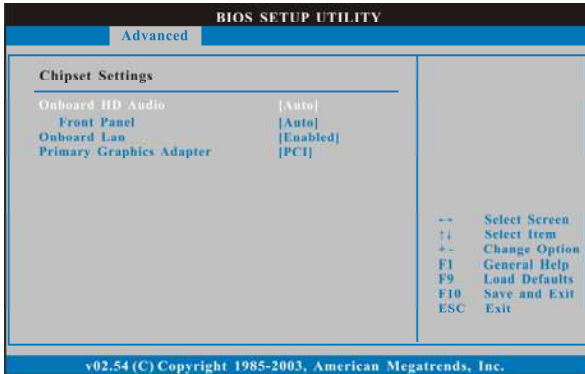 BIOS SETUP UTILITY
Advanced
Chipset Settings
Onboard HD Audio [Auto]
Front Panel [Auto]
Onboard Lan [Enabled]
Primary Graphics Adapter [PCI]
←→ Select Screen
↑↓ Select Item
+- Change Option
F1 General Help
F9 Load Defaults
F10 Save and Exit
ESC Exit
v02.54 (C) Copyright 1985-2003, American Megatrends, Inc.